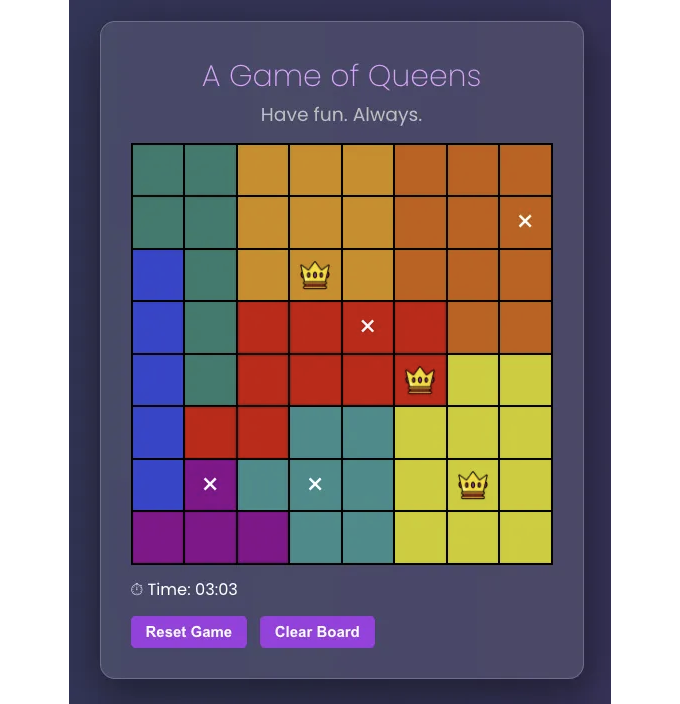 A Game of Queens
Have fun. Always.
⏱ Time: 03:03
Reset Game
Clear Board